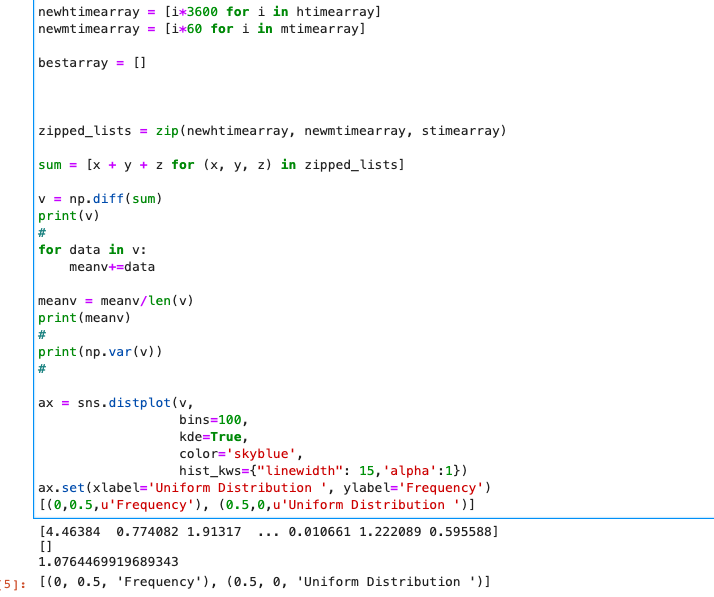 newhtimearray = [i*3600 for i in htimearray]
newmtimearray = [i*60 for i in mtimearray]
bestarray = []
zipped_lists = zip(newhtimearray, newmtimearray, stimearray)
sum = [x + y + z for (x, y, z) in zipped_lists]
v = np.diff(sum)
print(v)
#
for data in v:
    meanv+=data
meanv = meanv/len(v)
print(meanv)
#
print(np.var(v))
#
ax = sns.distplot(v,
                  bins=100,
                  kde=True,
                  color='skyblue',
                  hist_kws={"linewidth": 15,'alpha':1})
ax.set(xlabel='Uniform Distribution ', ylabel='Frequency')
[(0,0.5,u'Frequency'), (0.5,0,u'Uniform Distribution ')]
[4.46384  0.774082 1.91317  ... 0.010661 1.222089 0.595588]
[]
1.0764469919689343
5]: [(0, 0.5, 'Frequency'), (0.5, 0, 'Uniform Distribution ')]